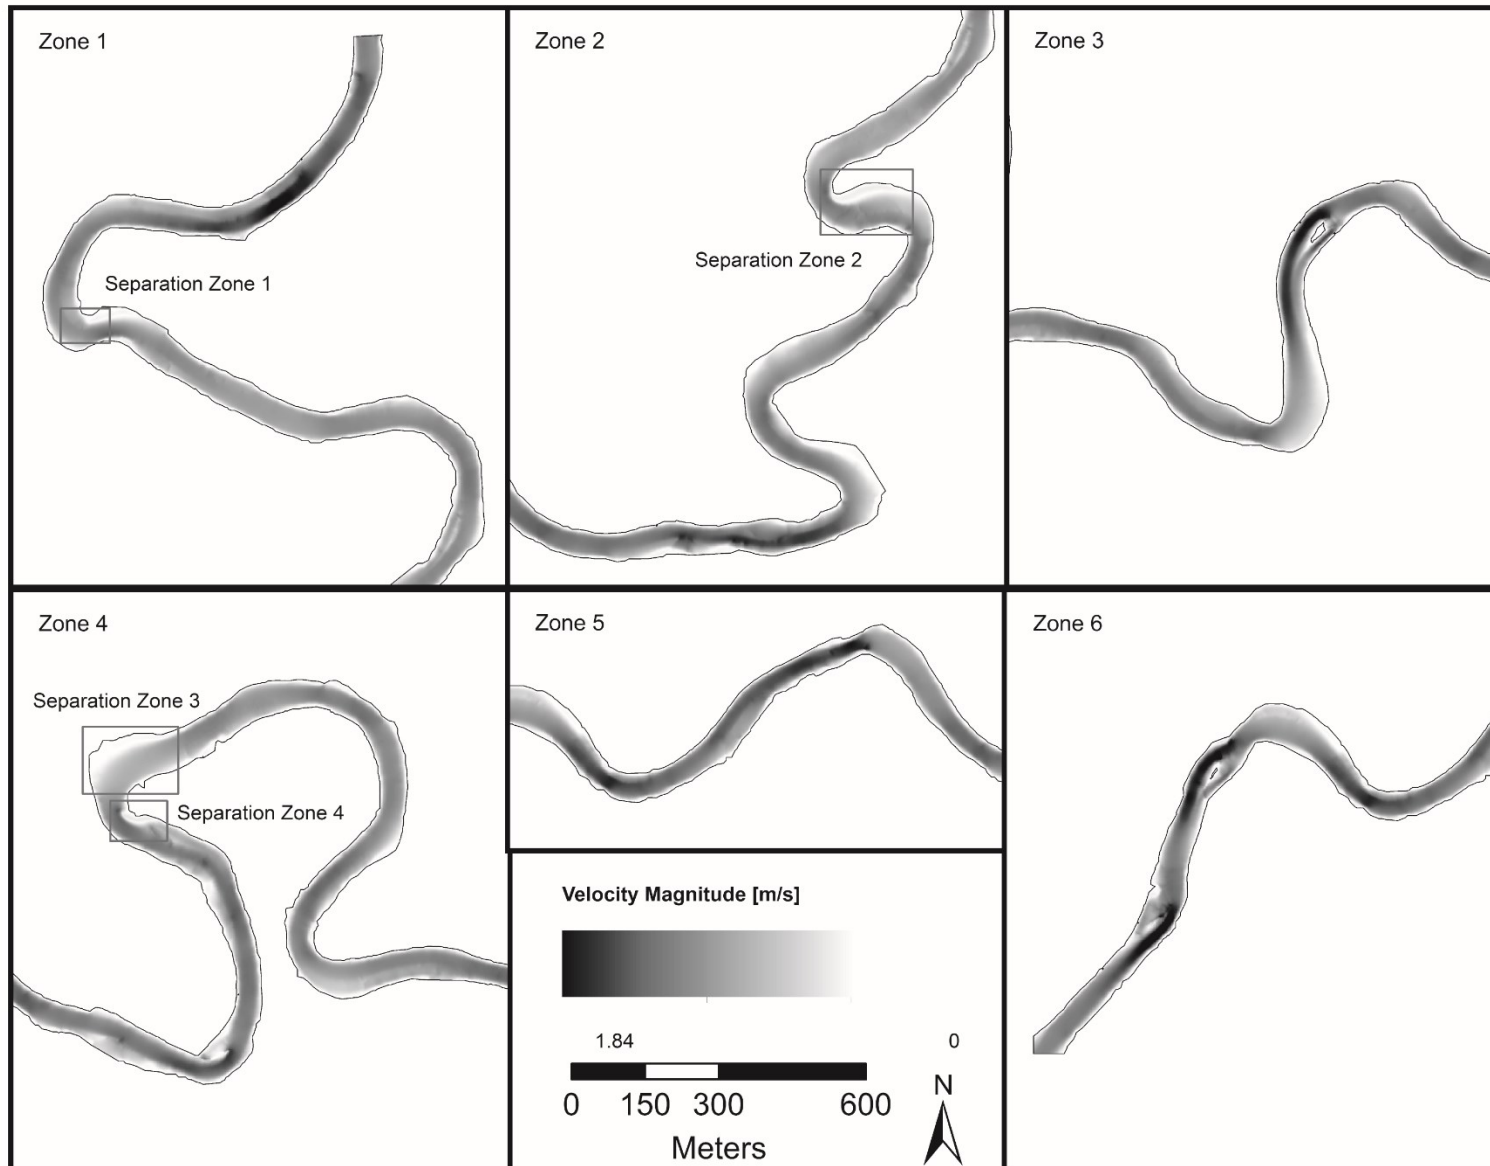 Zone 1
Zone 2
Zone 3
Separation Zone 1
Separation Zone 2
Zone 4
Zone 5
Zone 6
Separation Zone 3
Separation Zone 4
Velocity Magnitude [m/s]
1.84 0
0 150 300 600
Meters
N